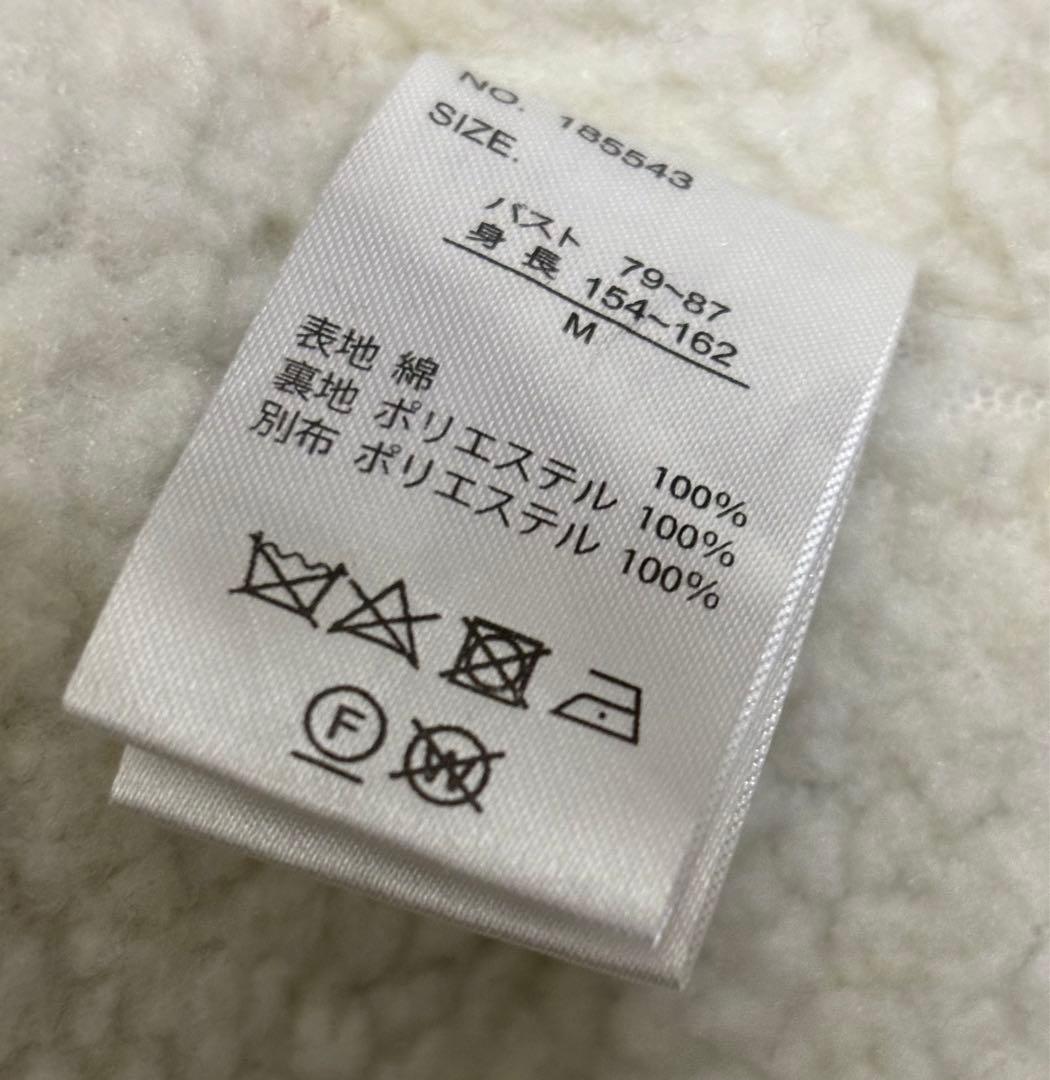 NO. 185543
SIZE.
バスト 79~87
身長 154~162
M
表地 綿 100%
裏地 ポリエステル 100%
別布 ポリエステル 100%
F W